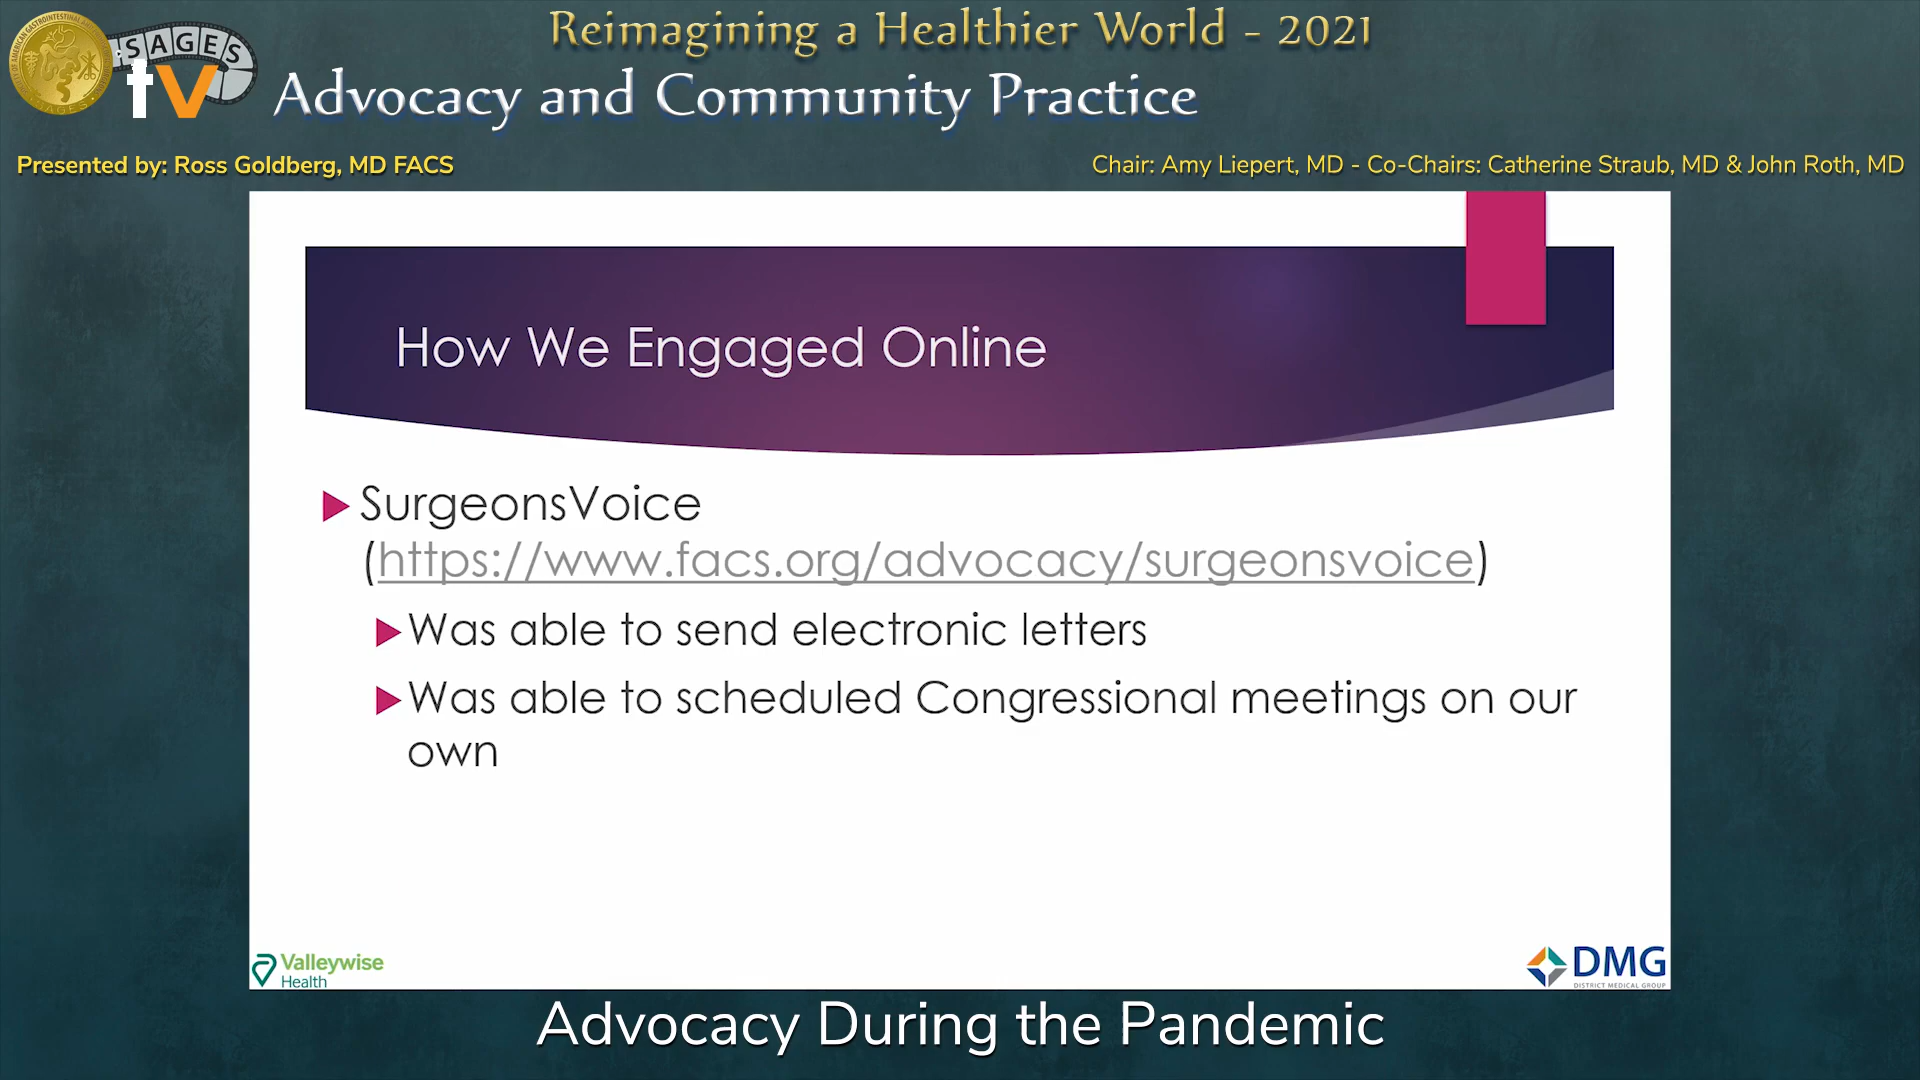 Reimagining a Healthier World - 2021
SAGES
tv
Advocacy and Community Practice
Presented by: Ross Goldberg, MD FACS
Chair: Amy Liepert, MD - Co-Chairs: Catherine Straub, MD & John Roth, MD
How We Engaged Online
SurgeonsVoice
(https://www.facs.org/advocacy/surgeonsvoice)
Was able to send electronic letters
Was able to scheduled Congressional meetings on our
own
Valleywise
Health
DMG
DISTRICT MEDICAL GROUP
Advocacy During the Pandemic